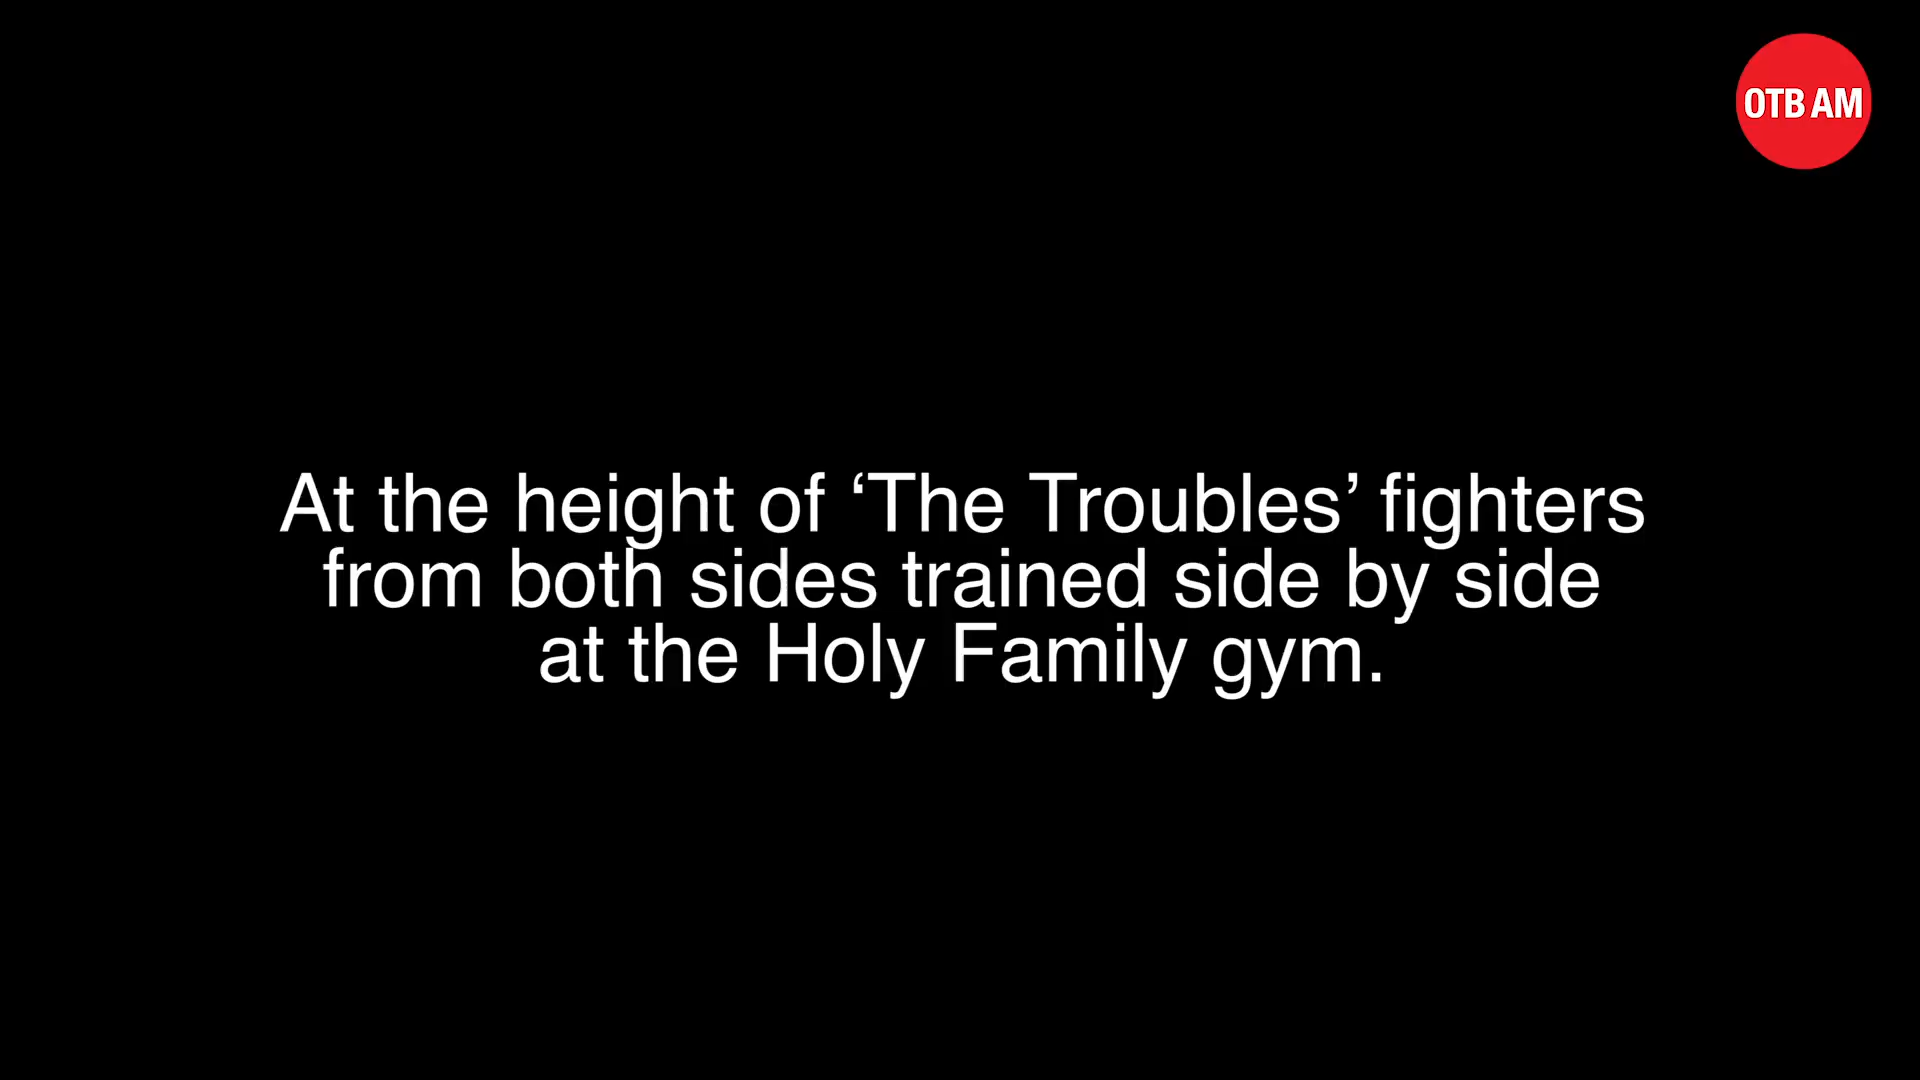 OTB AM
At the height of ‘The Troubles’ fighters
from both sides trained side by side
at the Holy Family gym.